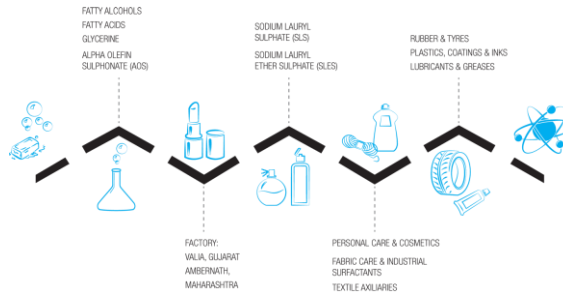 FATTY ALCOHOLS
FATTY ACIDS
GLYCERINE
ALPHA OLEFIN
SULPHONATE (AOS)
SODIUM LAURYL
SULPHATE (SLS)
SODIUM LAURYL
ETHER SULPHATE (SLES)
RUBBER & TYRES
PLASTICS, COATINGS & INKS
LUBRICANTS & GREASES
FACTORY:
VALIA, GUJARAT
AMBERNATH,
MAHARASHTRA
PERSONAL CARE & COSMETICS
FABRIC CARE & INDUSTRIAL
SURFACTANTS
TEXTILE AXILIARIES